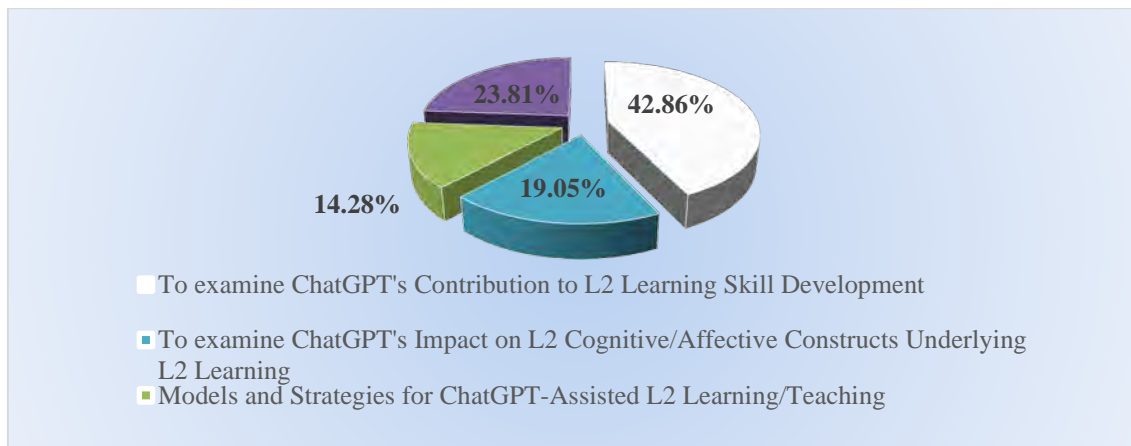 23.81%
42.86%
19.05%
14.28%
To examine ChatGPT's Contribution to L2 Learning Skill Development
To examine ChatGPT's Impact on L2 Cognitive/Affective Constructs Underlying
L2 Learning
Models and Strategies for ChatGPT-Assisted L2 Learning/Teaching